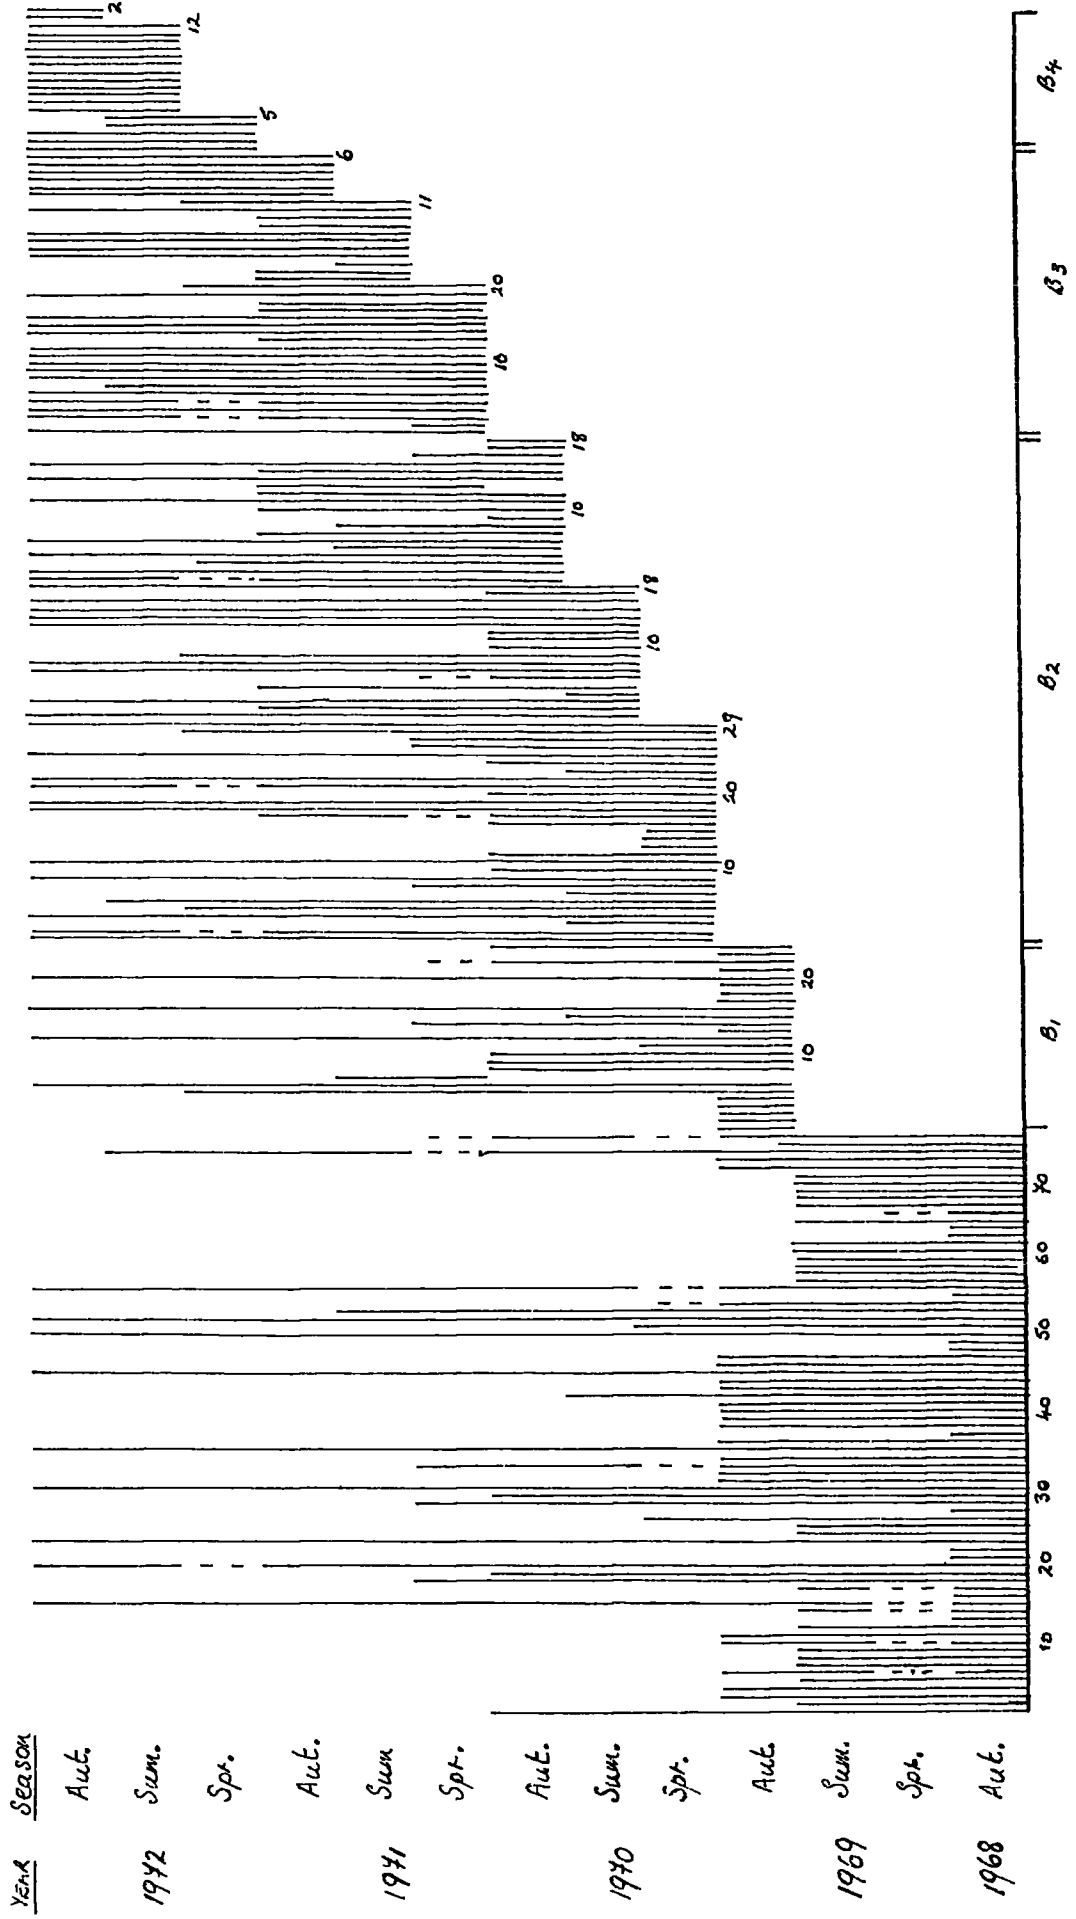 YEAR Season
1972 Aut.
Sum.
Spr.
1971 Aut.
Sum
Spr.
1970 Aut.
Sum.
Spr.
1969 Aut.
Sum.
Spr.
1968 Aut.
2
12
5
6
11
20
10
18
10
18
10
29
20
10
20
10
10 20 30 40 50 60 70
B1 B2 B3 B4